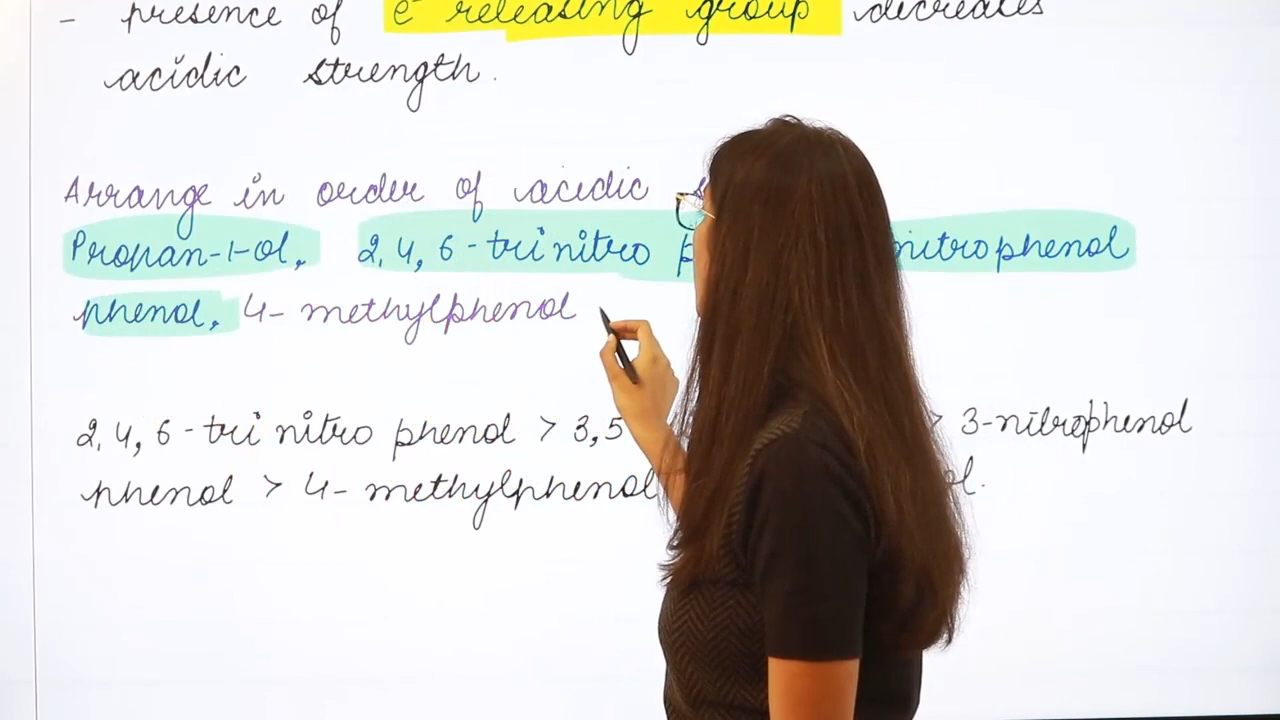 - presence of e⁻ releasing group decreases
acidic strength.
Arrange in order of acidic
Propan-1-ol, 2,4,6-trinitro nitrophenol
phenol, 4-methylphenol
2,4,6-trinitro phenol > 3,5 > 3-nitrophenol
phenol > 4-methylphenol